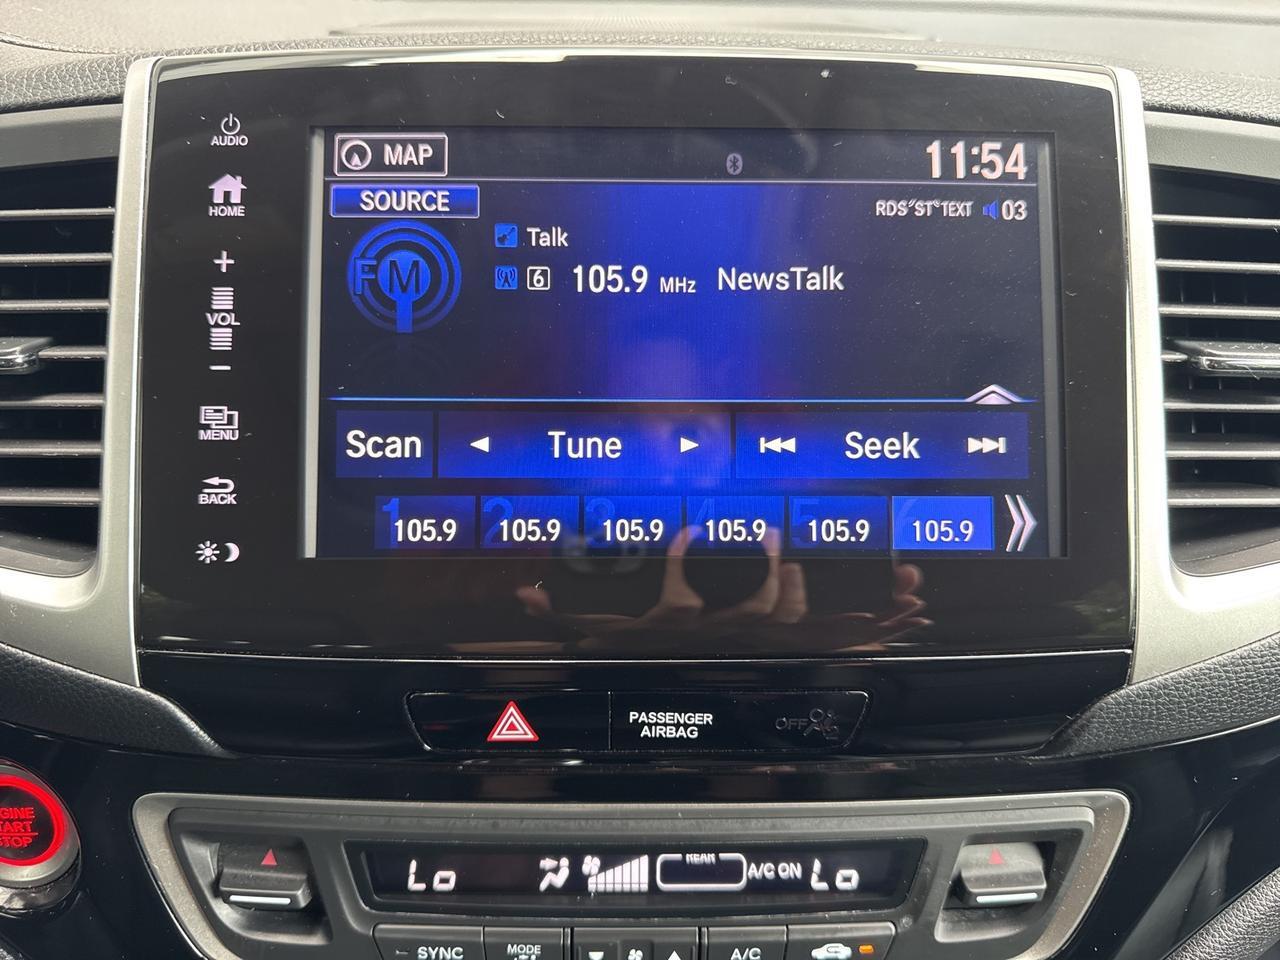 AUDIO
HOME
+
VOL
−
MENU
BACK
MAP
11:54
SOURCE
RDS ST TEXT 03
FM
Talk
6 105.9 MHz NewsTalk
Scan
Tune
Seek
1 105.9
2 105.9
3 105.9
4 105.9
5 105.9
6 105.9
PASSENGER
AIRBAG
OFF
GINE
TART
STOP
Lo
REAR
A/C ON
Lo
SYNC
MODE
A/C